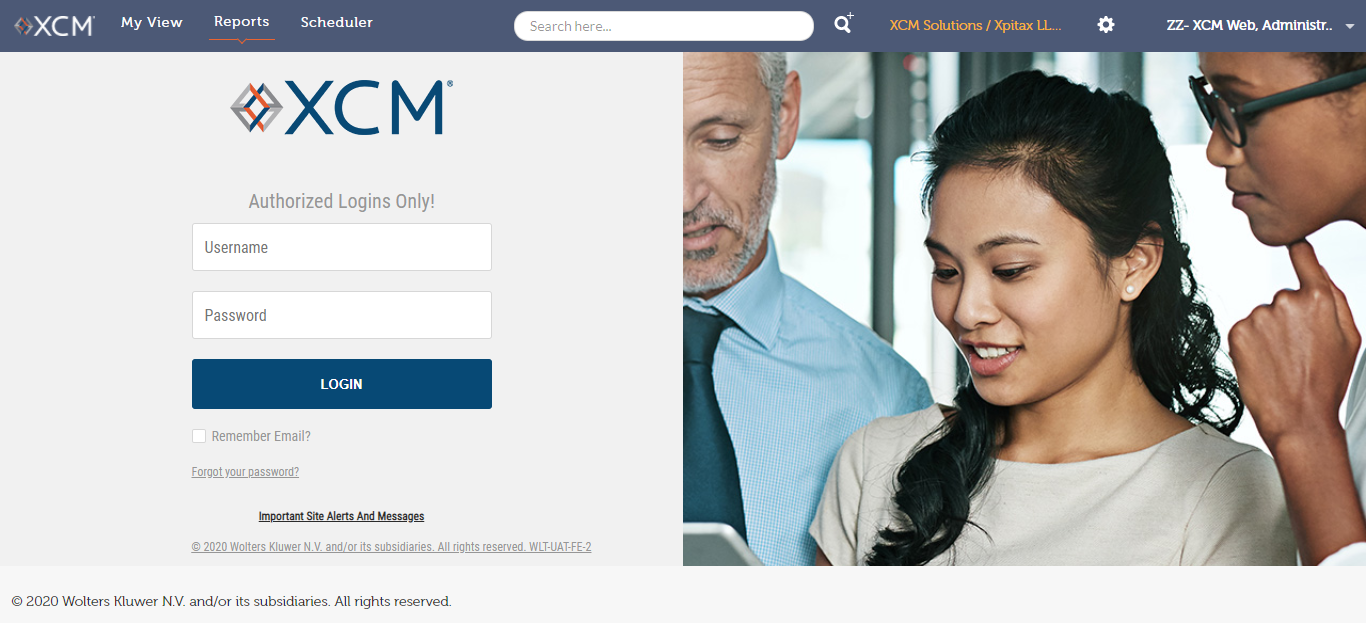 XCM My View Reports Scheduler Search here... XCM Solutions / Xpitax LL... ZZ- XCM Web, Administr..
XCM®
Authorized Logins Only!
Username
Password
LOGIN
Remember Email?
Forgot your password?
Important Site Alerts And Messages
© 2020 Wolters Kluwer N.V. and/or its subsidiaries. All rights reserved. WLT-UAT-FE-2
© 2020 Wolters Kluwer N.V. and/or its subsidiaries. All rights reserved.